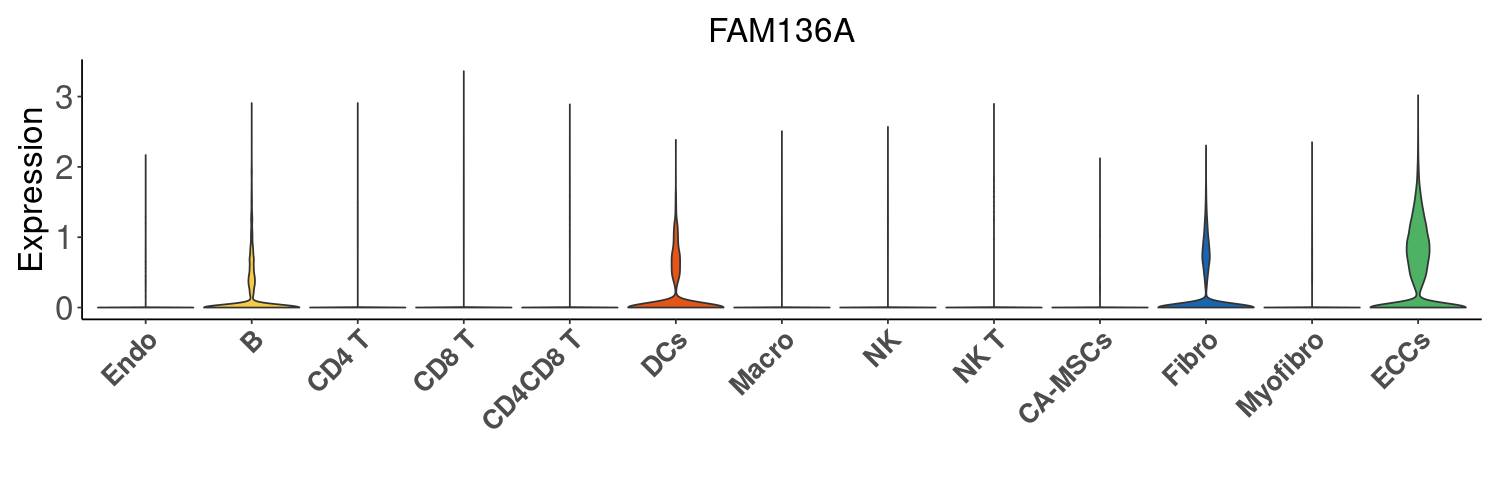 FAM136A
Expression
3
2
1
0
Endo
B
CD4 T
CD8 T
CD4CD8 T
DCs
Macro
NK
NK T
CA-MSCs
Fibro
Myofibro
ECCs